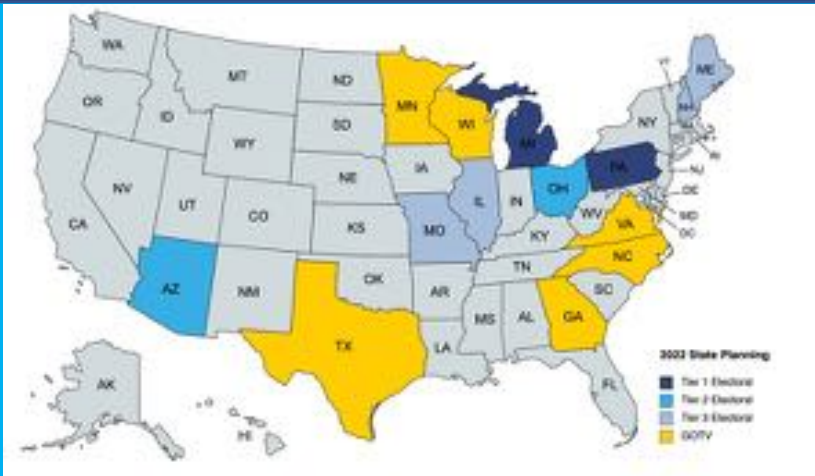 WA
MT
ND
MN
OR
ID
SD
WI
WY
MI
NY
ME
VT
NH
IA
NE
PA
RI
NJ
NV
UT
CO
IL
IN
OH
DE
MD
DC
CA
KS
MO
WV
VA
KY
AZ
NM
OK
AR
TN
NC
SC
TX
LA
MS
AL
GA
FL
AK
HI
2022 State Planning
Tier 1 Electoral
Tier 2 Electoral
Tier 3 Electoral
GOTV